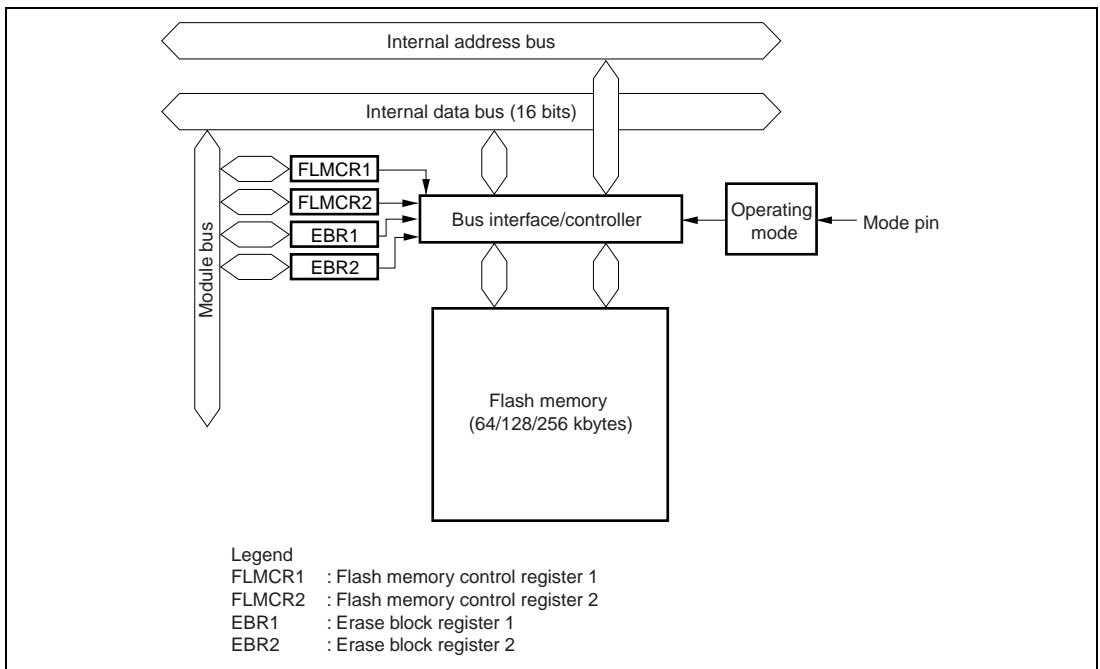 Internal address bus
Internal data bus (16 bits)
Module bus
FLMCR1
FLMCR2
EBR1
EBR2
Bus interface/controller
Operating
mode
Mode pin
Flash memory
(64/128/256 kbytes)
Legend
FLMCR1 : Flash memory control register 1
FLMCR2 : Flash memory control register 2
EBR1 : Erase block register 1
EBR2 : Erase block register 2